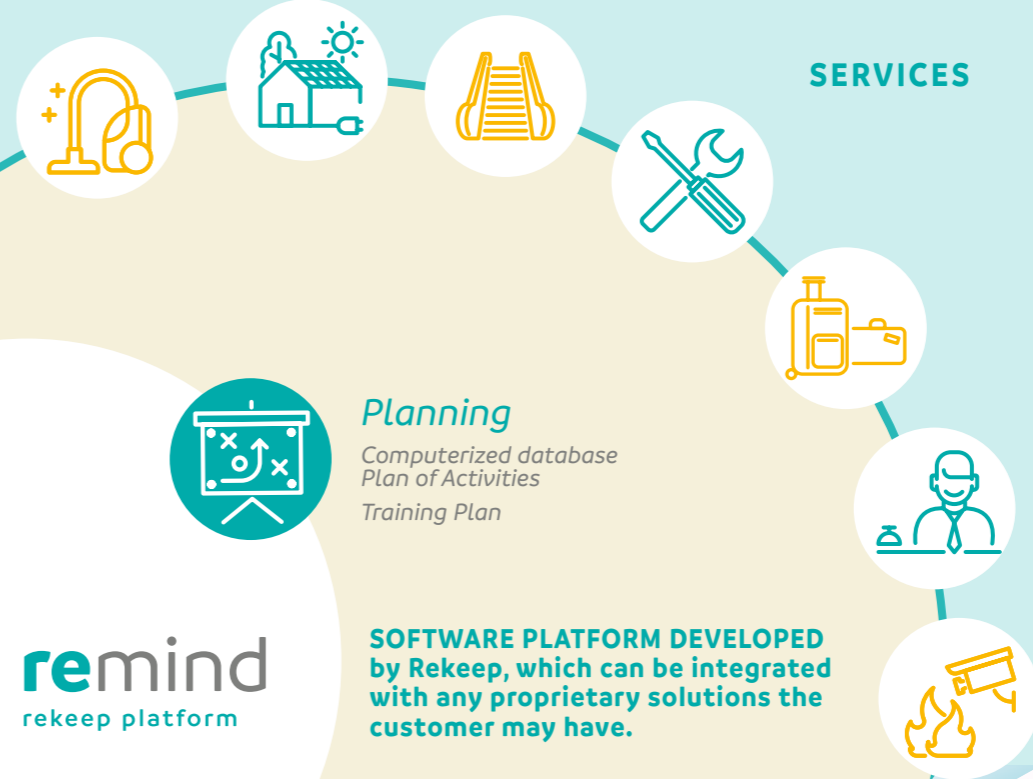 SERVICES
Planning
Computerized database
Plan of Activities
Training Plan
remind
rekeep platform
SOFTWARE PLATFORM DEVELOPED
by Rekeep, which can be integrated
with any proprietary solutions the
customer may have.